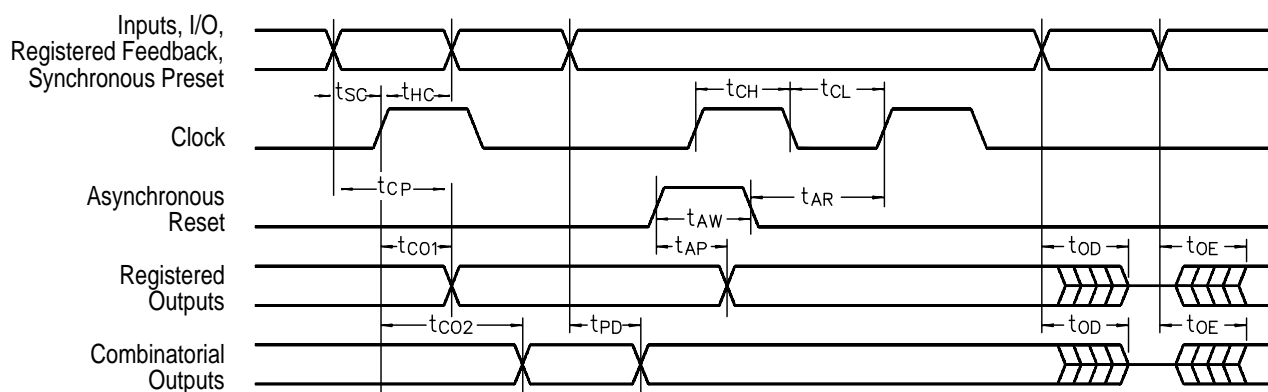 Inputs, I/O,
Registered Feedback,
Synchronous Preset
tSC
tHC
tCH
tCL
Clock
tCP
Asynchronous
Reset
tAW
tAR
tCO1
tAP
tOD
tOE
Registered
Outputs
tCO2
tPD
tOD
tOE
Combinatorial
Outputs